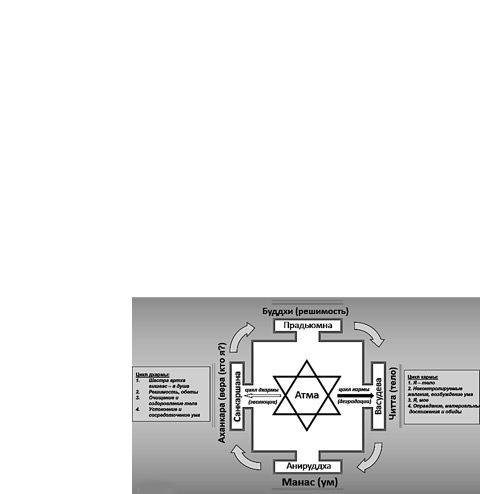 Буддхи (решимость)
Прадьюмна
Аханкара (вера (кто я?)
Санкаршана
цикл дхармы
(эволюция)
Атма
цикл кармы
(деградация)
Васудева
Читта (тело)
Анируддха
Манас (ум)
Цикл дхармы:
1. Шастра артха
вишвас – я душа
2. Решимость, обеты
3. Очищение и
оздоровление тела
4. Успокоение и
сосредоточение ума
Цикл кармы:
1. Я – тело
2. Неконтролируемые
желания, возбуждение ума
3. Я, мое
4. Оправдание, материальны
достижения и обиды